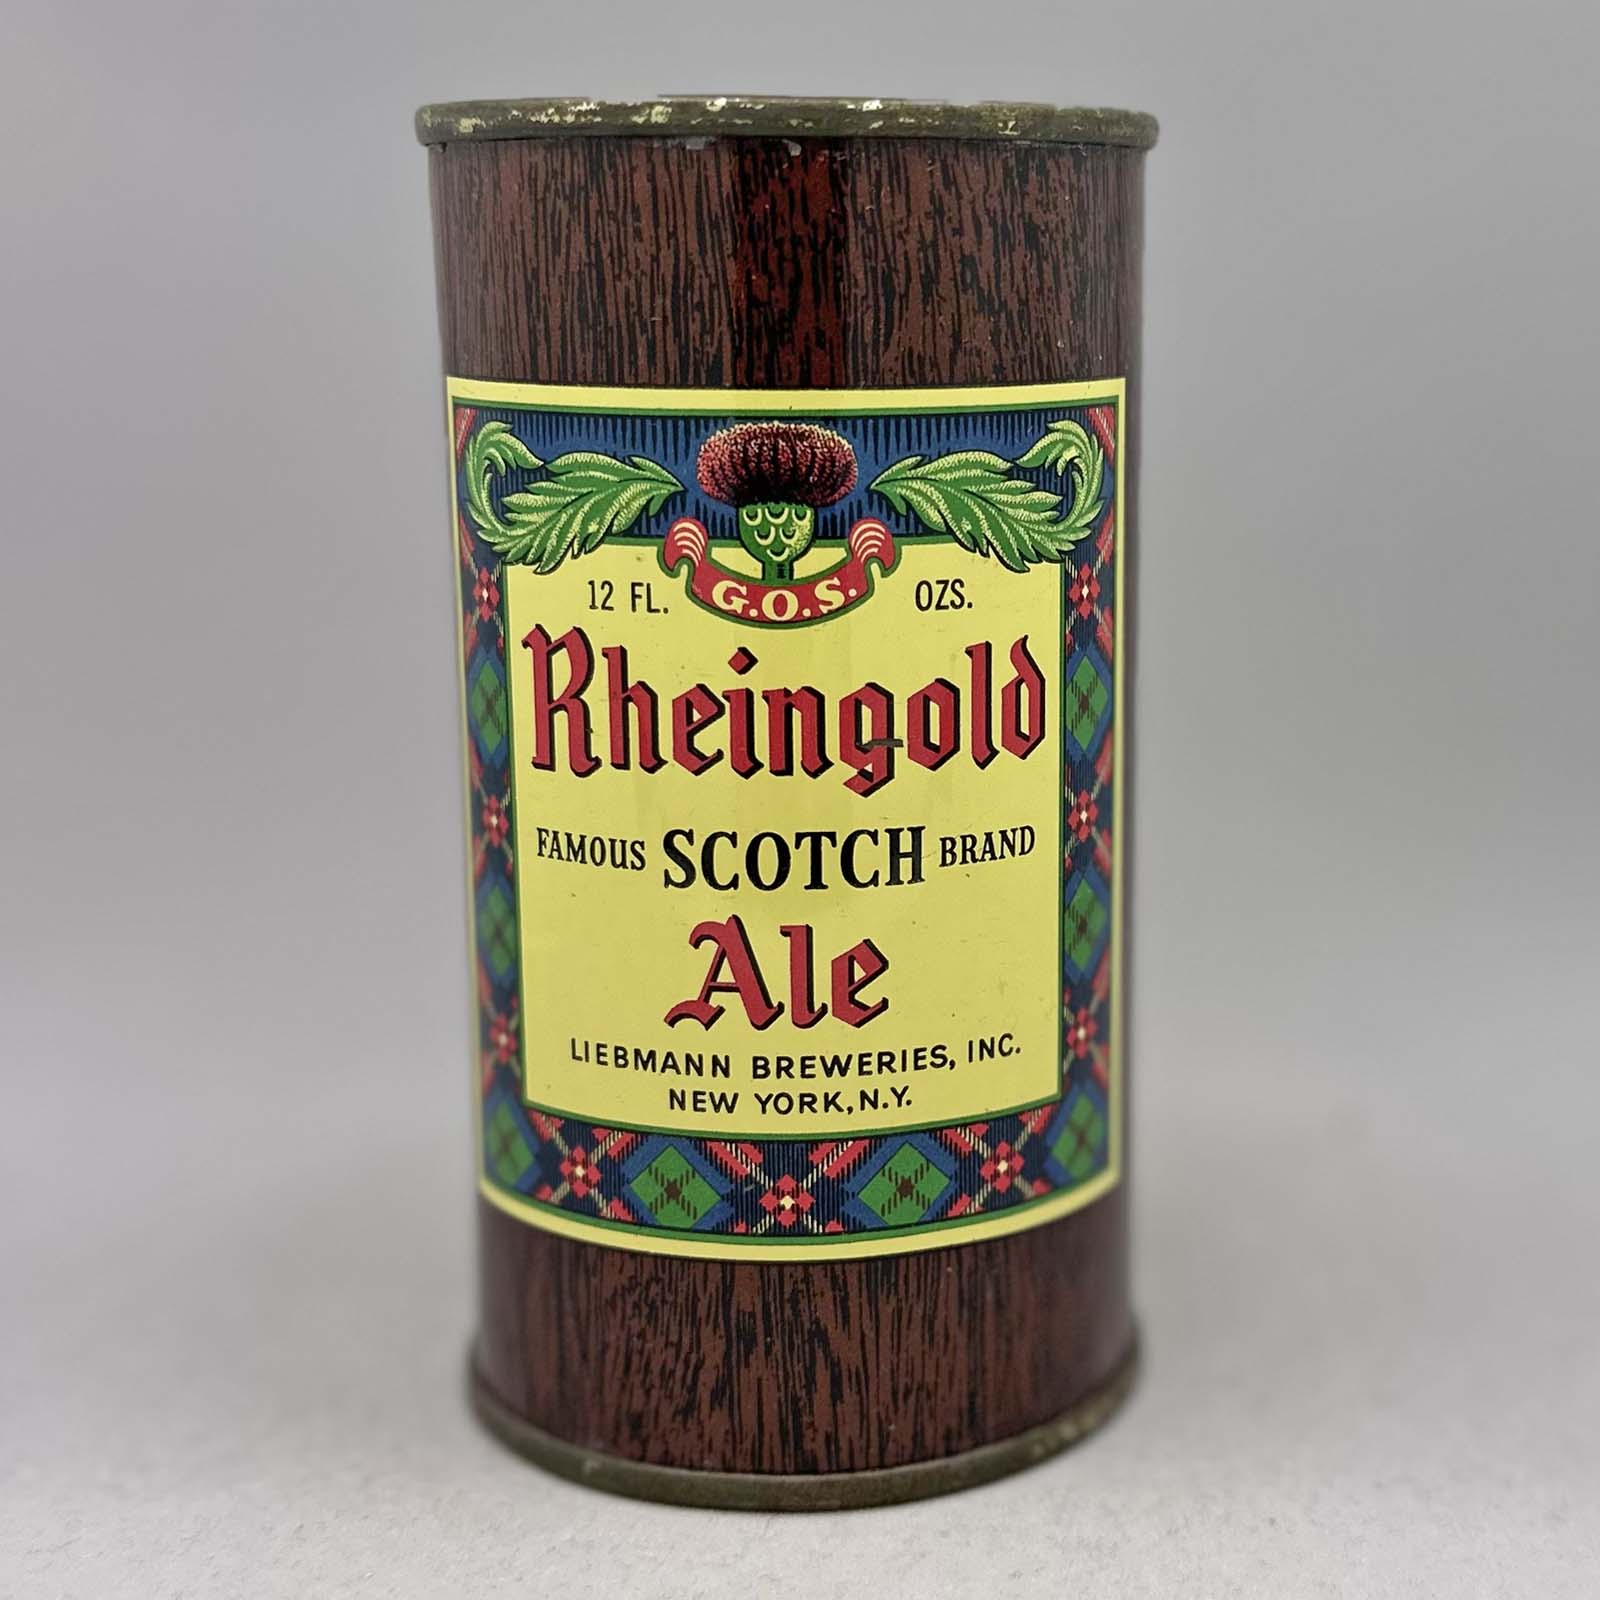 G.O.S.
12 FL. OZS.
Rheingold
FAMOUS SCOTCH BRAND
Ale
LIEBMANN BREWERIES, INC.
NEW YORK, N.Y.